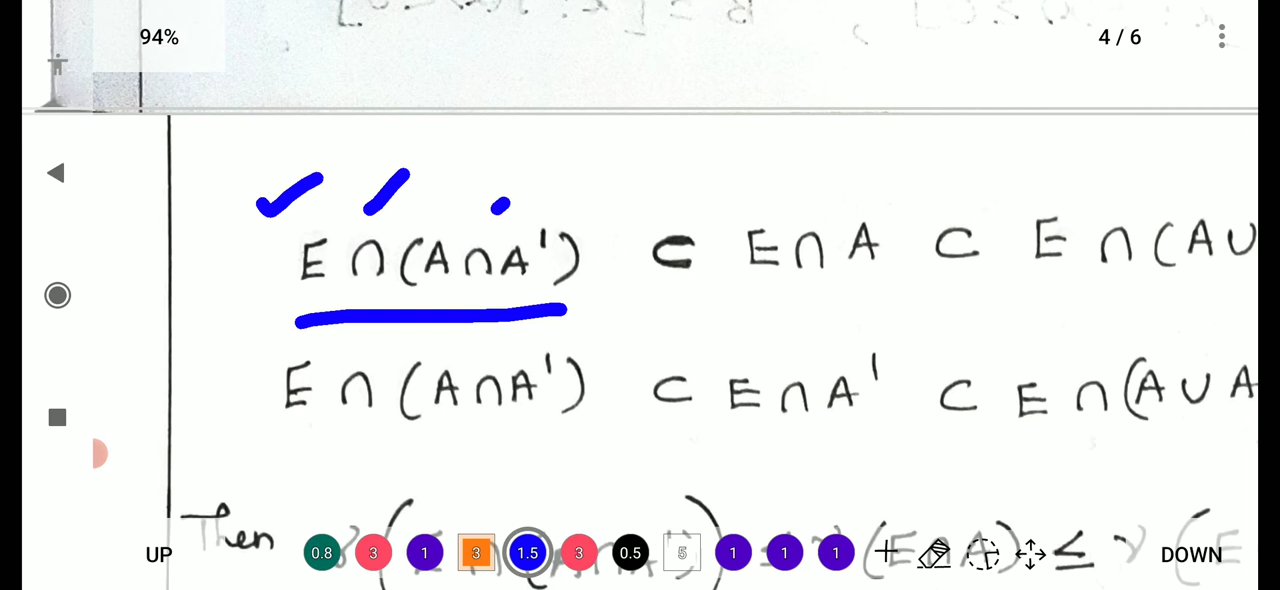 94%
4 / 6
E ∩ (A ∩ A') ⊂ E ∩ A ⊂ E ∩ (A ∪
E ∩ (A ∩ A') ⊂ E ∩ A' ⊂ E ∩ (A ∪ A
Then (E ∩ A) ≤ (E
UP 0.8 3 1 3 1.5 3 0.5 5 1 1 1 DOWN